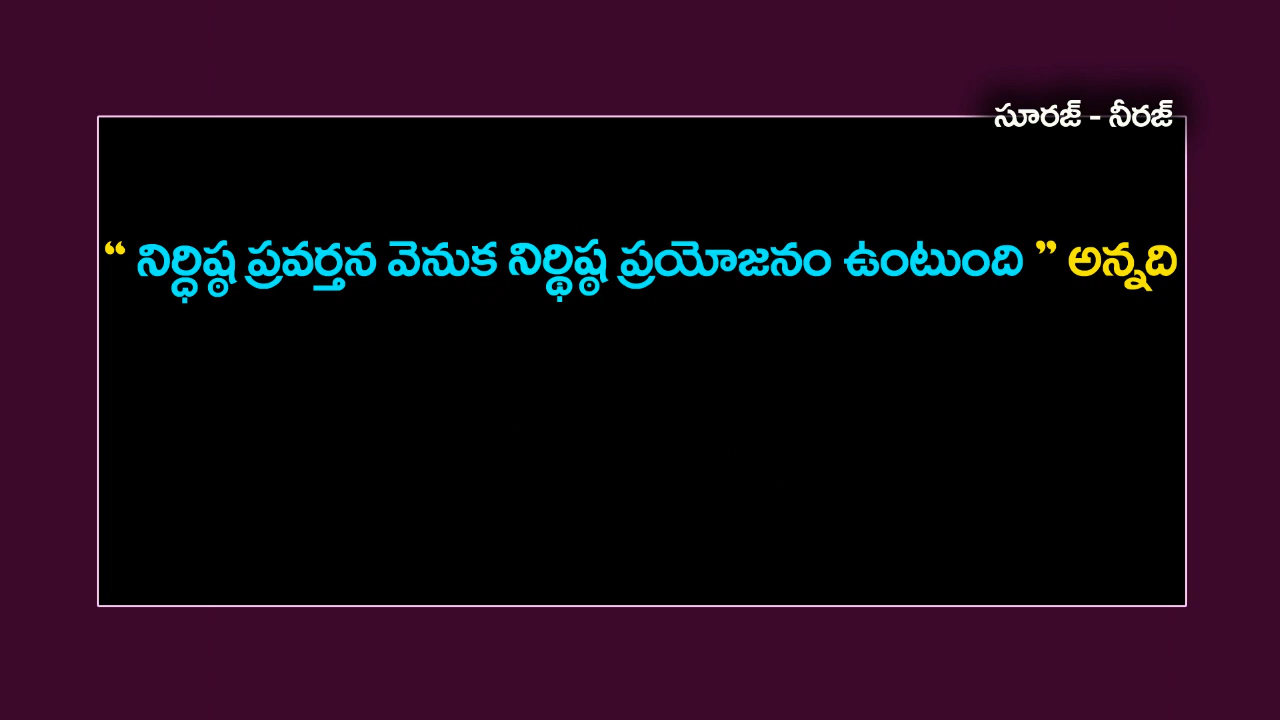 సూరజ్ - నీరజ్
“ నిర్ధిష్ఠ ప్రవర్తన వెనుక నిర్థిష్ఠ ప్రయోజనం ఉంటుంది ” అన్నది